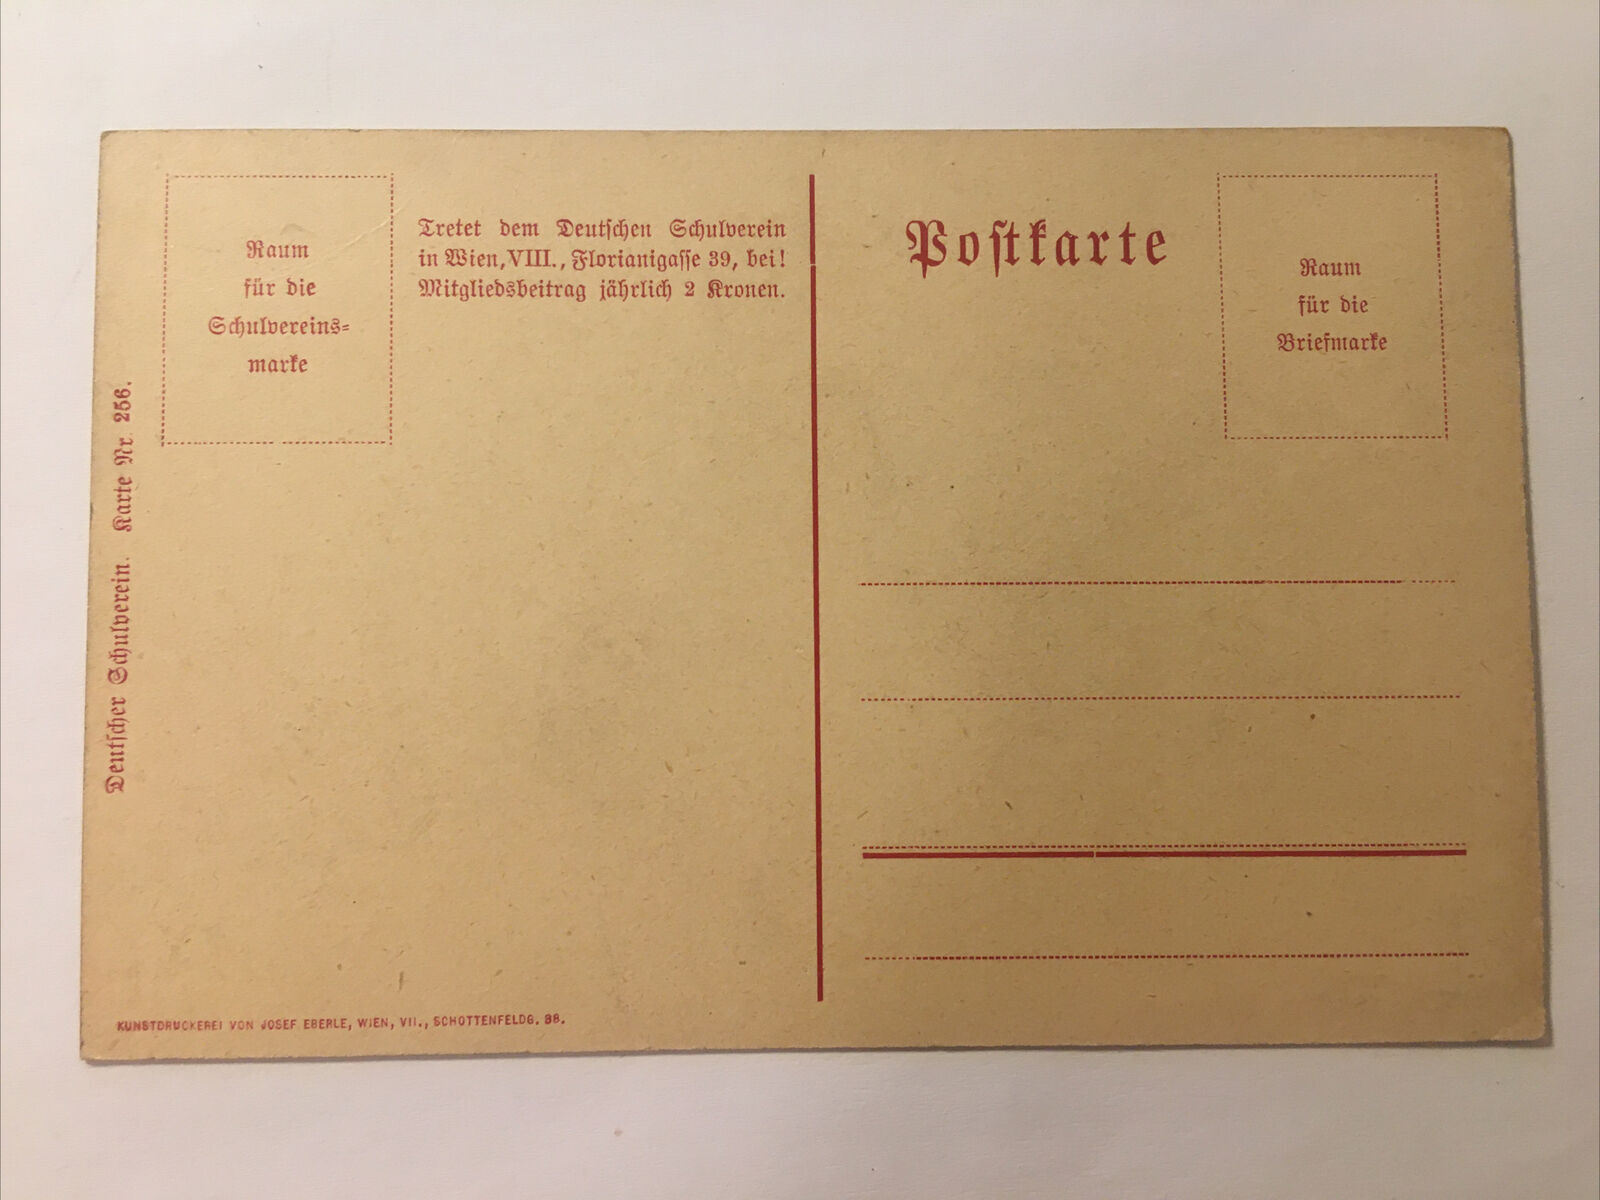 Raum
für die
Schulvereins=
marke
Tretet dem Deutschen Schulverein
in Wien, VIII., Florianigasse 39, bei!
Mitgliedsbeitrag jährlich 2 Kronen.
Postkarte
Raum
für die
Briefmarke
Deutscher Schulverein. Karte Nr. 256.
KUNSTDRUCKEREI VON JOSEF EBERLE, WIEN, VII., SCHOTTENFELDG. 38.